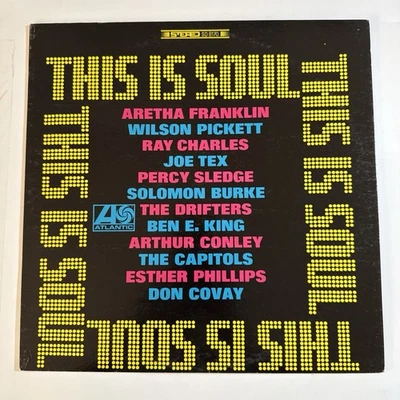 STEREO
THIS IS SOUL
ARETHA FRANKLIN
WILSON PICKETT
RAY CHARLES
JOE TEX
PERCY SLEDGE
SOLOMON BURKE
THE DRIFTERS
BEN E. KING
ARTHUR CONLEY
THE CAPITOLS
ESTHER PHILLIPS
DON COVAY
ATLANTIC
THIS IS SOUL
THIS IS SOUL
THIS IS SOUL